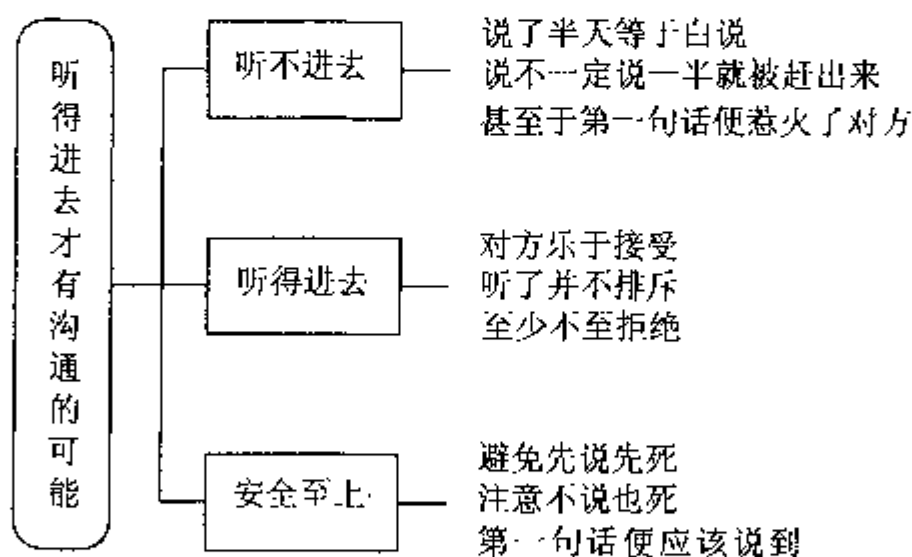 听得进去才有沟通的可能
听不进去
说了半天等于白说
说不一定说一半就被赶出来
甚至于第一句话便惹火了对方
听得进去
对方乐于接受
听了并不排斥
至少不至拒绝
安全至上
避免先说先死
注意不说也死
第一句话便应该说到